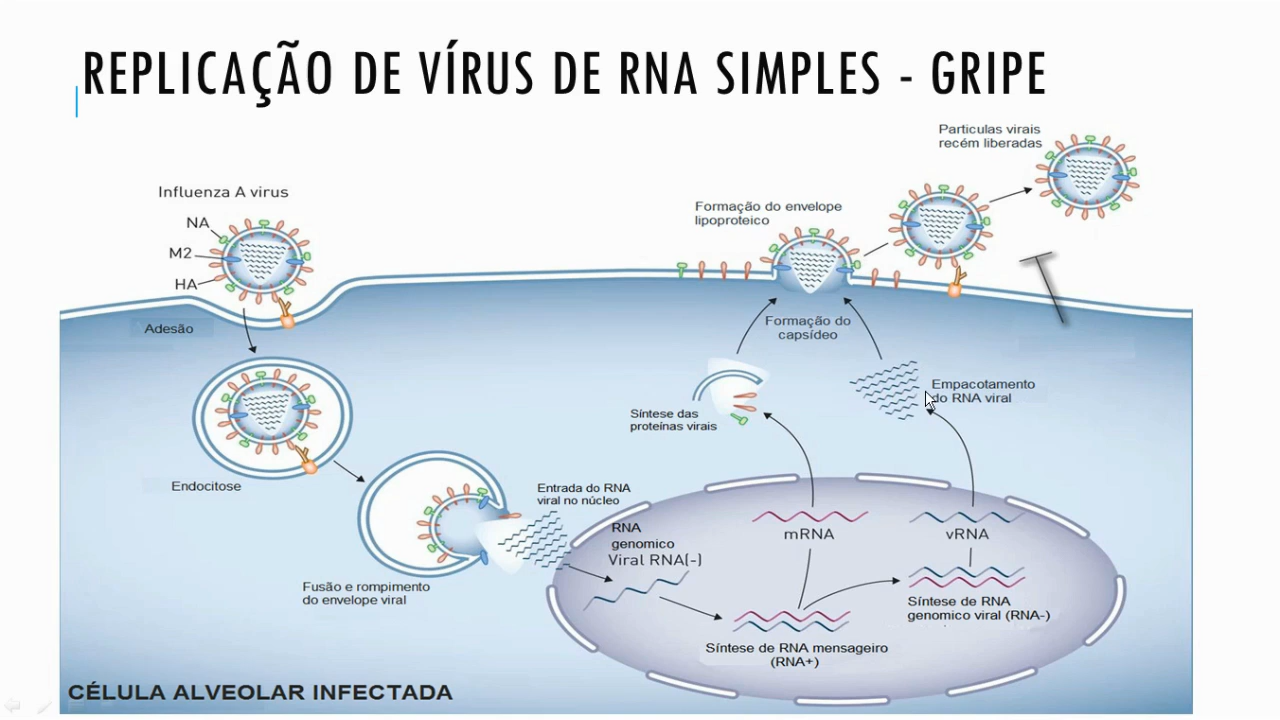 REPLICAÇÃO DE VÍRUS DE RNA SIMPLES - GRIPE
Influenza A virus
NA
M2
HA
Adesão
Endocitose
Fusão e rompimento
do envelope viral
Entrada do RNA
viral no núcleo
RNA
genomico
Viral RNA(-)
Síntese de RNA mensageiro
(RNA+)
mRNA
vRNA
Síntese de RNA
genomico viral (RNA-)
Síntese das
proteínas virais
Empacotamento
do RNA viral
Formação do
capsídeo
Formação do envelope
lipoproteico
Particulas virais
recém liberadas
CÉLULA ALVEOLAR INFECTADA